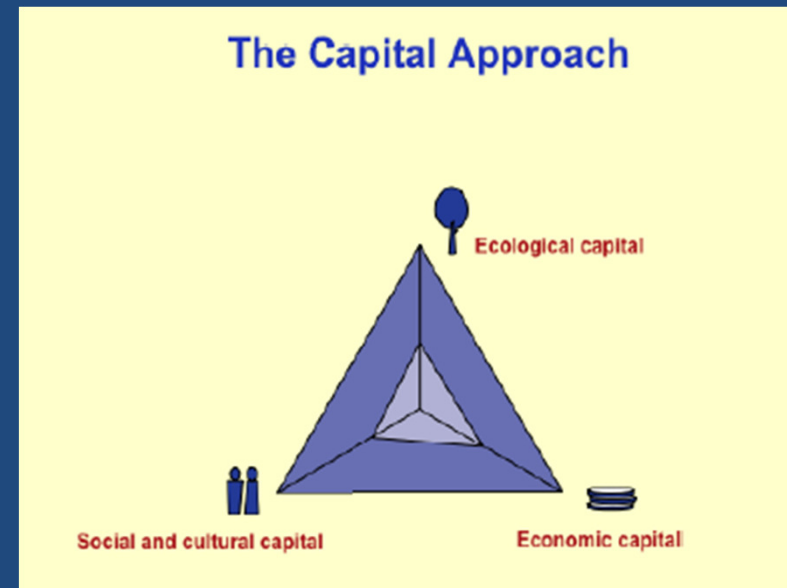 The Capital Approach
Ecological capital
Social and cultural capital
Economic capital